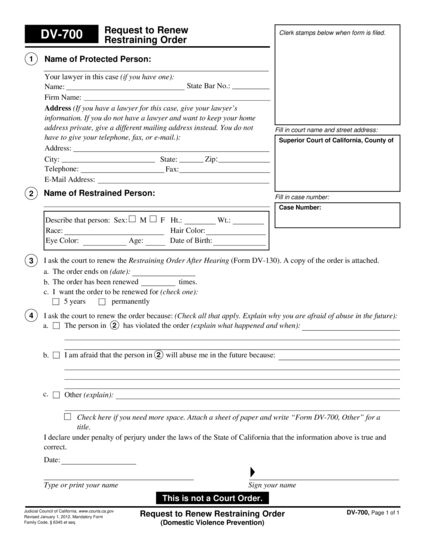 DV-700
Request to Renew
Restraining Order
Clerk stamps below when form is filed.
1 Name of Protected Person:
Your lawyer in this case (if you have one):
Name: State Bar No.:
Firm Name:
Address (If you have a lawyer for this case, give your lawyer's
information. If you do not have a lawyer and want to keep your home
address private, give a different mailing address instead. You do not
have to give your telephone, fax, or e-mail.):
Address:
City: State: Zip:
Telephone: Fax:
E-Mail Address:
Fill in court name and street address:
Superior Court of California, County of
2 Name of Restrained Person:
Fill in case number:
Case Number:
Describe that person: Sex: M F Ht.: Wt.:
Race: Hair Color:
Eye Color: Age: Date of Birth:
3 I ask the court to renew the Restraining Order After Hearing (Form DV-130). A copy of the order is attached.
a. The order ends on (date):
b. The order has been renewed times.
c. I want the order to be renewed for (check one):
5 years permanently
4 I ask the court to renew the order because: (Check all that apply. Explain why you are afraid of abuse in the future):
a. The person in 2 has violated the order (explain what happened and when):
b. I am afraid that the person in 2 will abuse me in the future because:
c. Other (explain):
Check here if you need more space. Attach a sheet of paper and write "Form DV-700, Other" for a
title.
I declare under penalty of perjury under the laws of the State of California that the information above is true and
correct.
Date:
Type or print your name Sign your name
This is not a Court Order.
Judicial Council of California, www.courts.ca.gov
Revised January 1, 2012, Mandatory Form
Family Code, § 6345 et seq.
Request to Renew Restraining Order
(Domestic Violence Prevention)
DV-700, Page 1 of 1